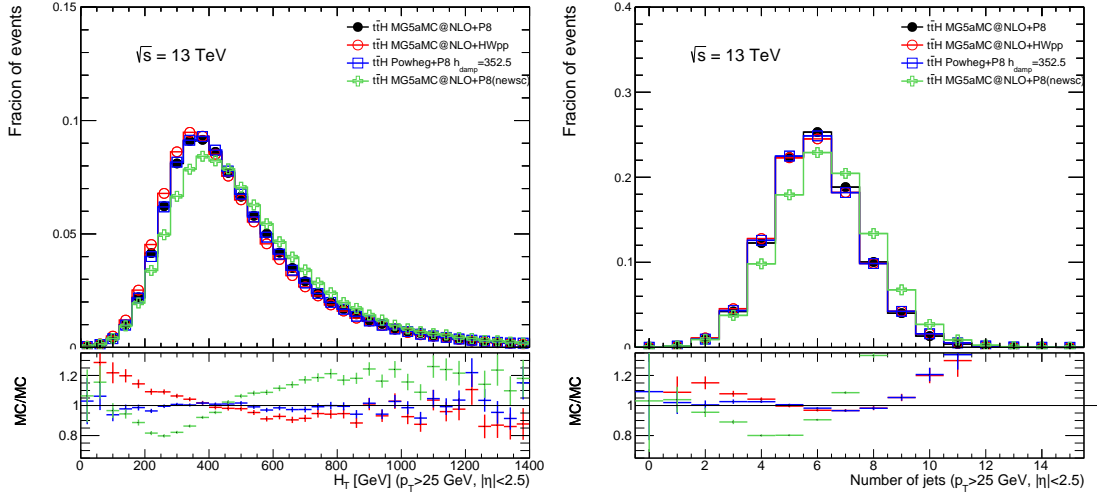 Fracion of events
0.15
0.1
0.05
0
√s = 13 TeV
tt̄H MG5aMC@NLO+P8
tt̄H MG5aMC@NLO+HWpp
tt̄H Powheg+P8 h_damp=352.5
tt̄H MG5aMC@NLO+P8(newsc)
MC/MC
1.2
1
0.8
0 200 400 600 800 1000 1200 1400
H_T [GeV] (p_T>25 GeV, |η|<2.5)
Fracion of events
0.4
0.3
0.2
0.1
0
√s = 13 TeV
tt̄H MG5aMC@NLO+P8
tt̄H MG5aMC@NLO+HWpp
tt̄H Powheg+P8 h_damp=352.5
tt̄H MG5aMC@NLO+P8(newsc)
MC/MC
1.2
1
0.8
0 2 4 6 8 10 12 14
Number of jets (p_T>25 GeV, |η|<2.5)